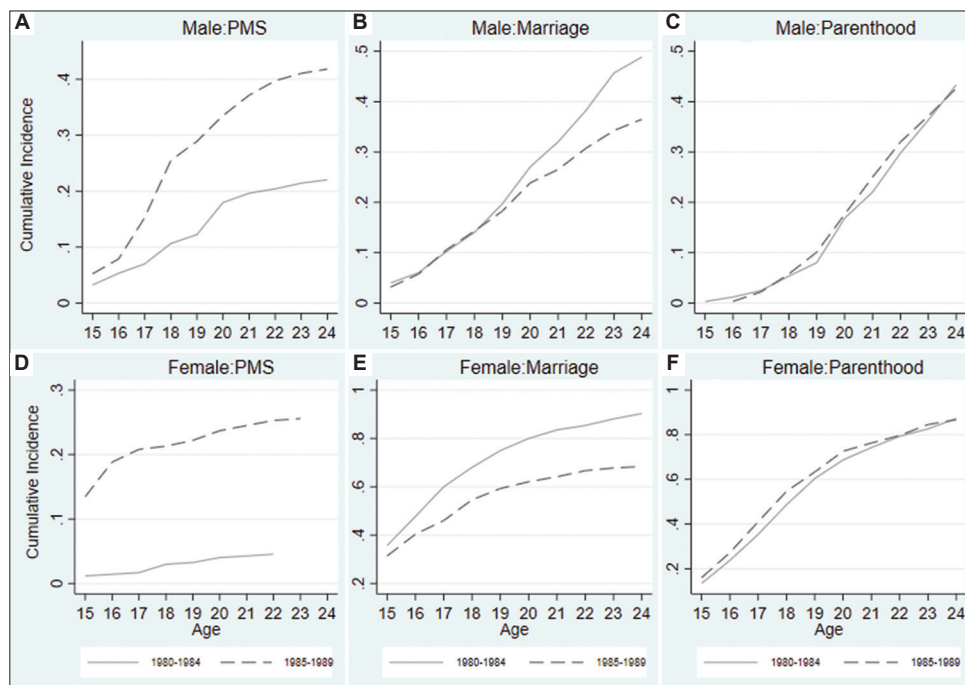 A Male:PMS
B Male:Marriage
C Male:Parenthood
Cumulative Incidence
.4
.3
.2
.1
0
15 16 17 18 19 20 21 22 23 24
.5
.4
.3
.2
.1
0
15 16 17 18 19 20 21 22 23 24
.5
.4
.3
.2
.1
0
15 16 17 18 19 20 21 22 23 24
D Female:PMS
E Female:Marriage
F Female:Parenthood
Cumulative Incidence
.3
.2
.1
0
15 16 17 18 19 20 21 22 23 24
Age
1
.8
.6
.4
.2
15 16 17 18 19 20 21 22 23 24
Age
1
.8
.6
.4
.2
15 16 17 18 19 20 21 22 23 24
Age
1980-1984 1985-1989
1980-1984 1985-1989
1980-1984 1985-1989